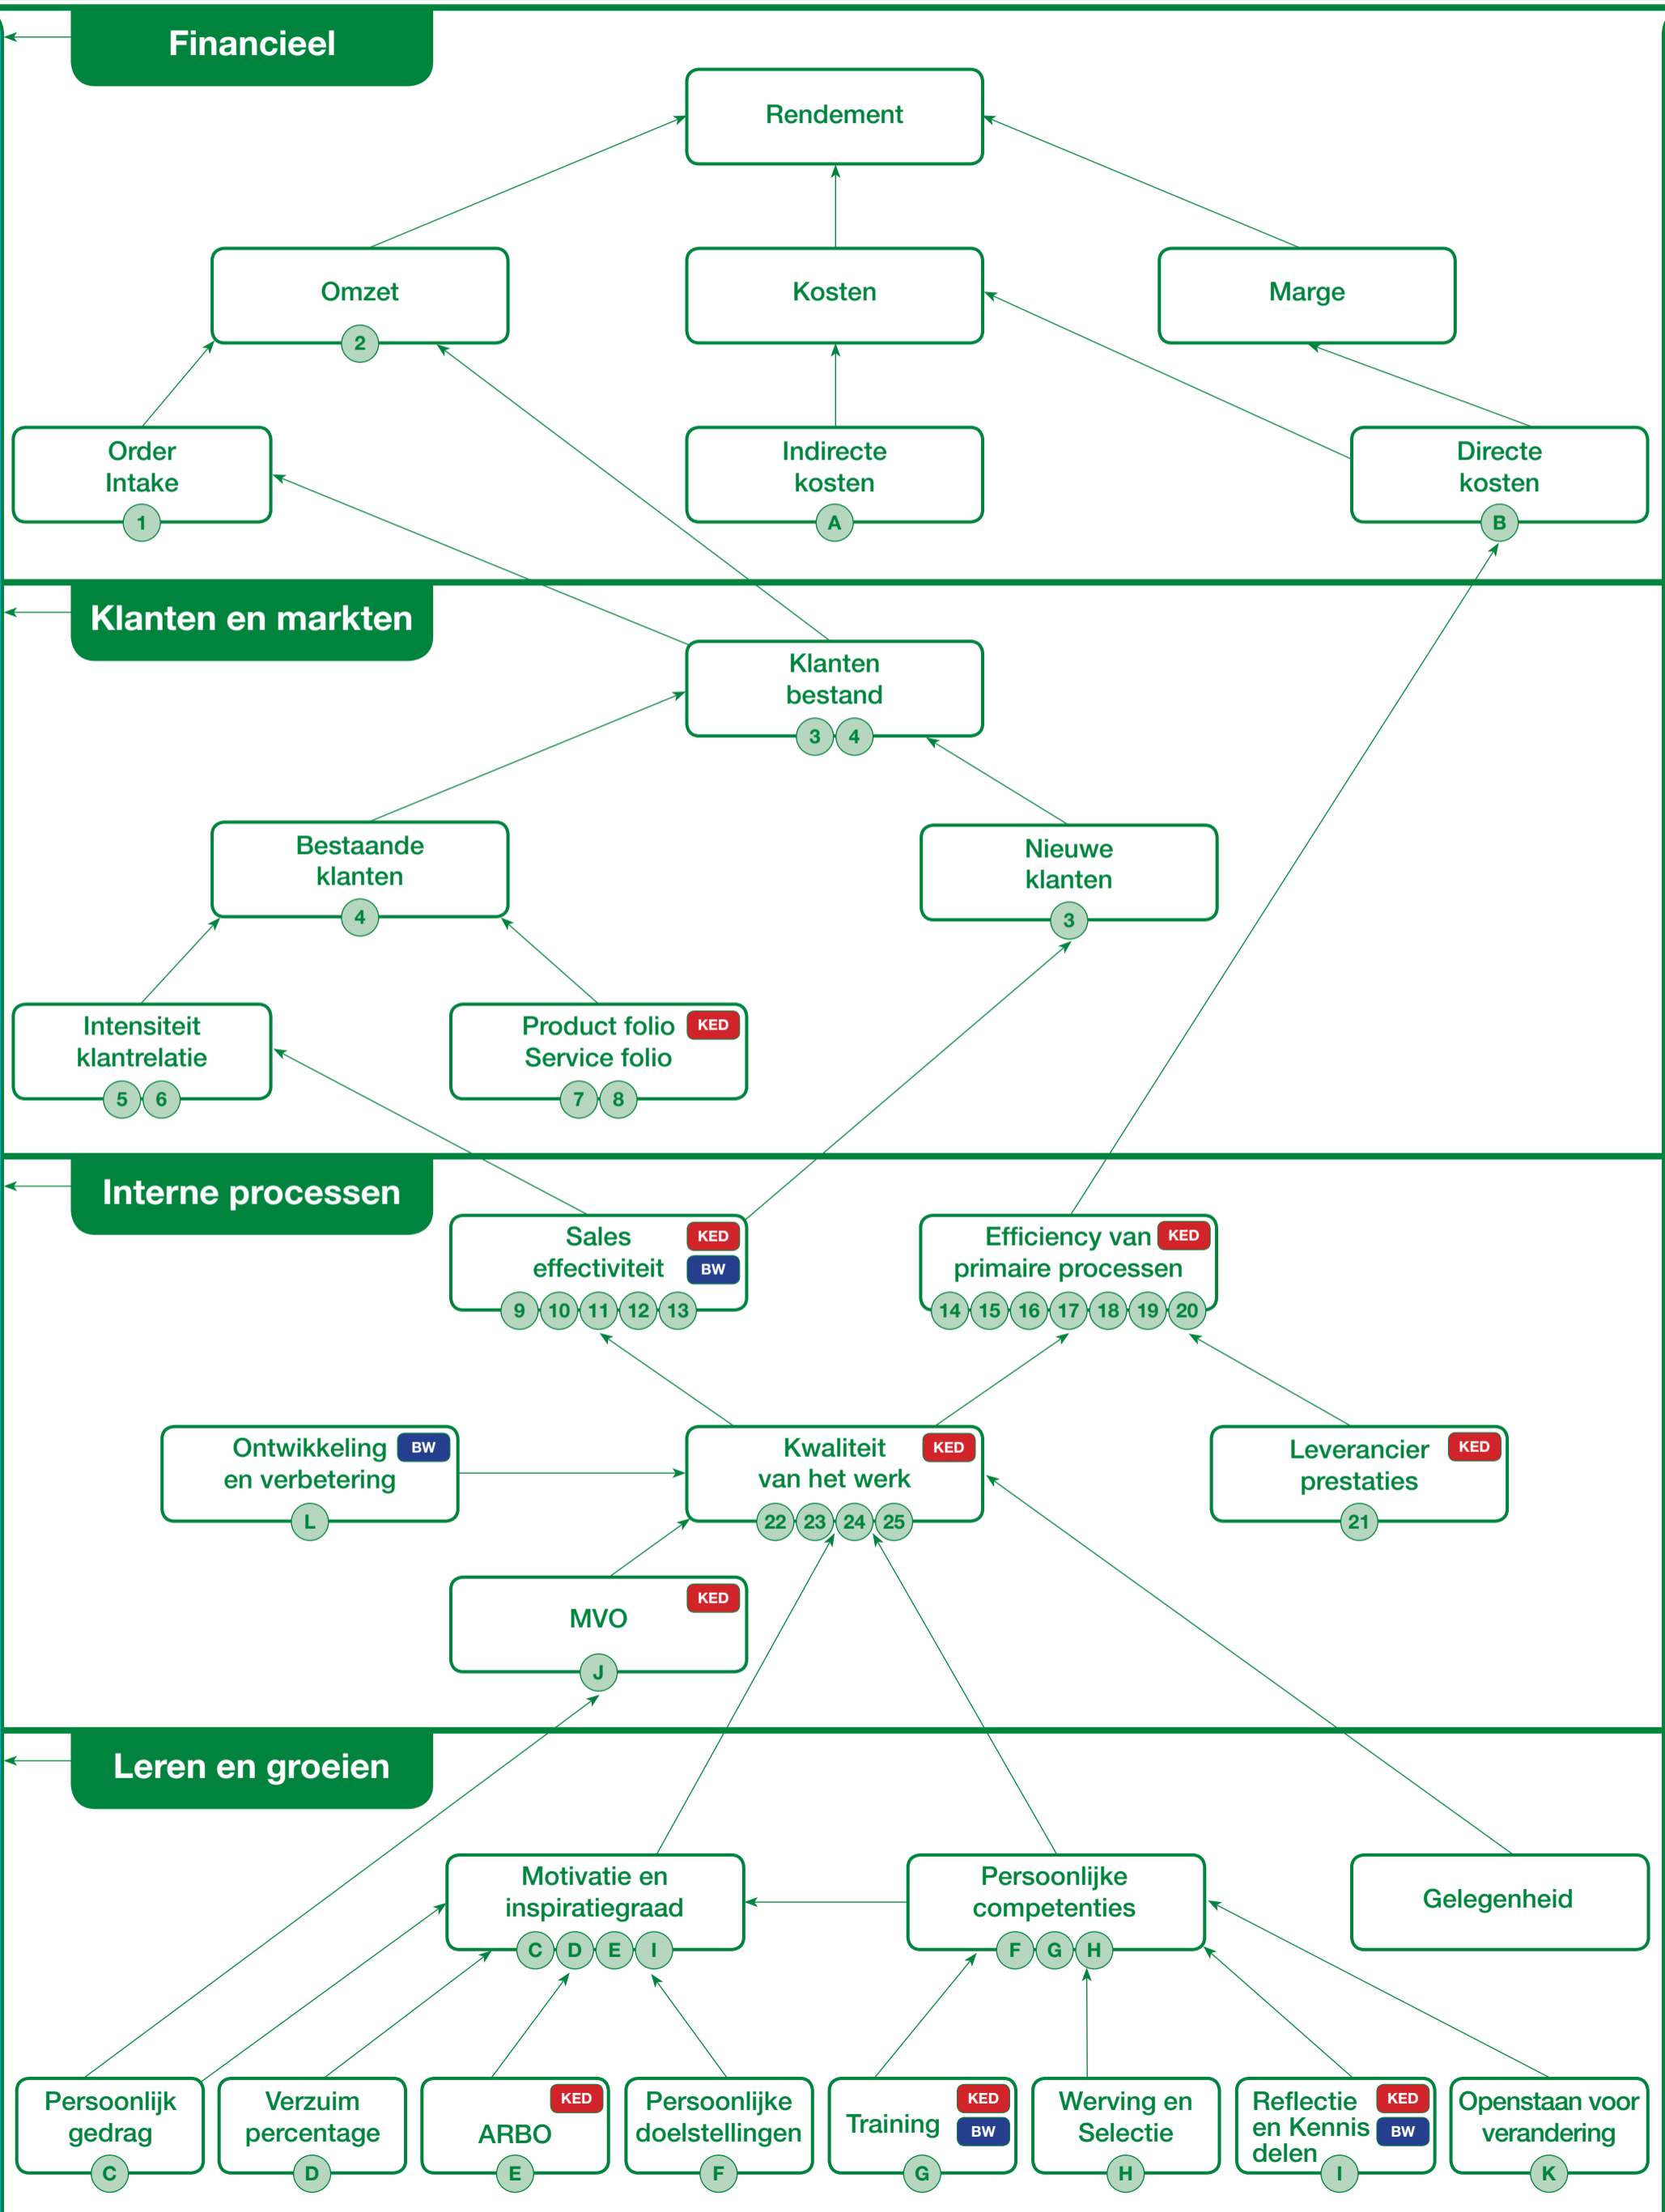 Financieel
Rendement
Omzet
2
Kosten
Marge
Order
Intake
1
Indirecte
kosten
A
Directe
kosten
B
Klanten en markten
Klanten
bestand
3 4
Bestaande
klanten
4
Nieuwe
klanten
3
Intensiteit
klantrelatie
5 6
Product folio KED
Service folio
7 8
Interne processen
Sales KED
effectiviteit BW
9 10 11 12 13
Efficiency van KED
primaire processen
14 15 16 17 18 19 20
Ontwikkeling BW
en verbetering
L
Kwaliteit KED
van het werk
22 23 24 25
Leverancier KED
prestaties
21
KED
MVO
J
Leren en groeien
Motivatie en
inspiratiegraad
C D E I
Persoonlijke
competenties
F G H
Gelegenheid
Persoonlijk
gedrag
C
Verzuim
percentage
D
KED
ARBO
E
Persoonlijke
doelstellingen
F
KED
Training BW
G
Werving en
Selectie
H
Reflectie KED
en Kennis BW
delen
I
Openstaan voor
verandering
K